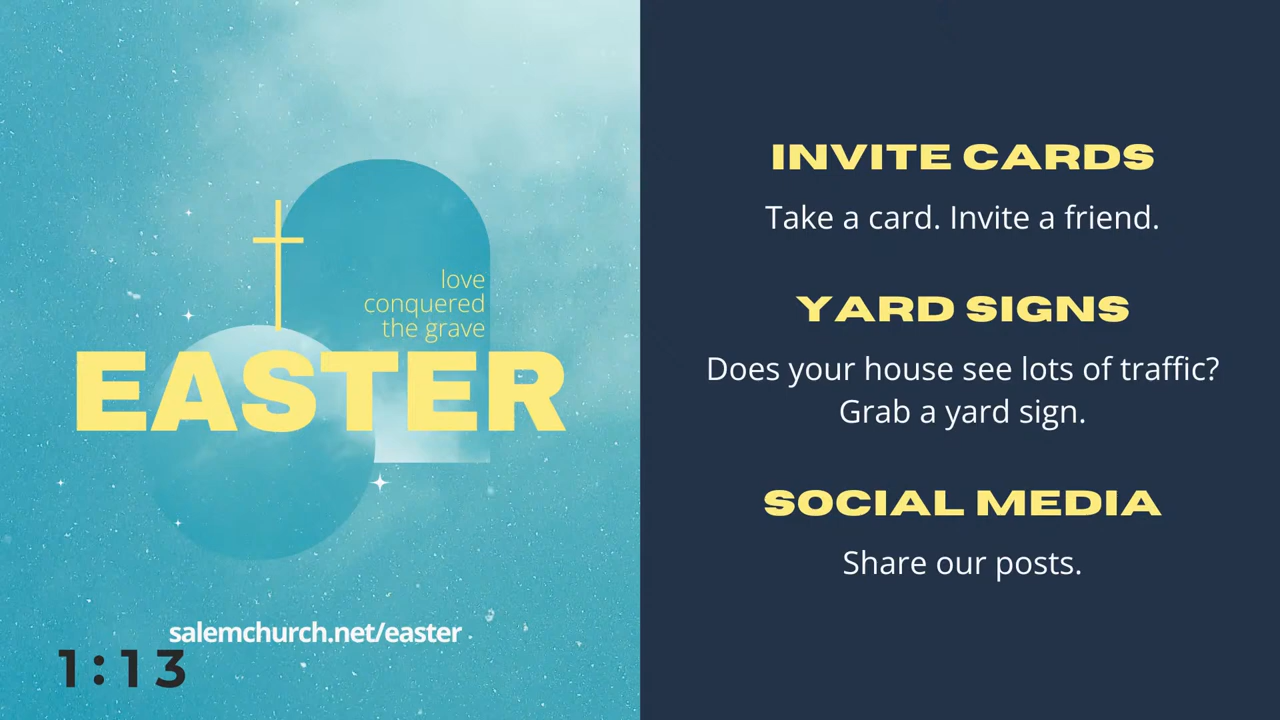 love
conquered
the grave
EASTER
salemchurch.net/easter
1:13
INVITE CARDS
Take a card. Invite a friend.
YARD SIGNS
Does your house see lots of traffic?
Grab a yard sign.
SOCIAL MEDIA
Share our posts.